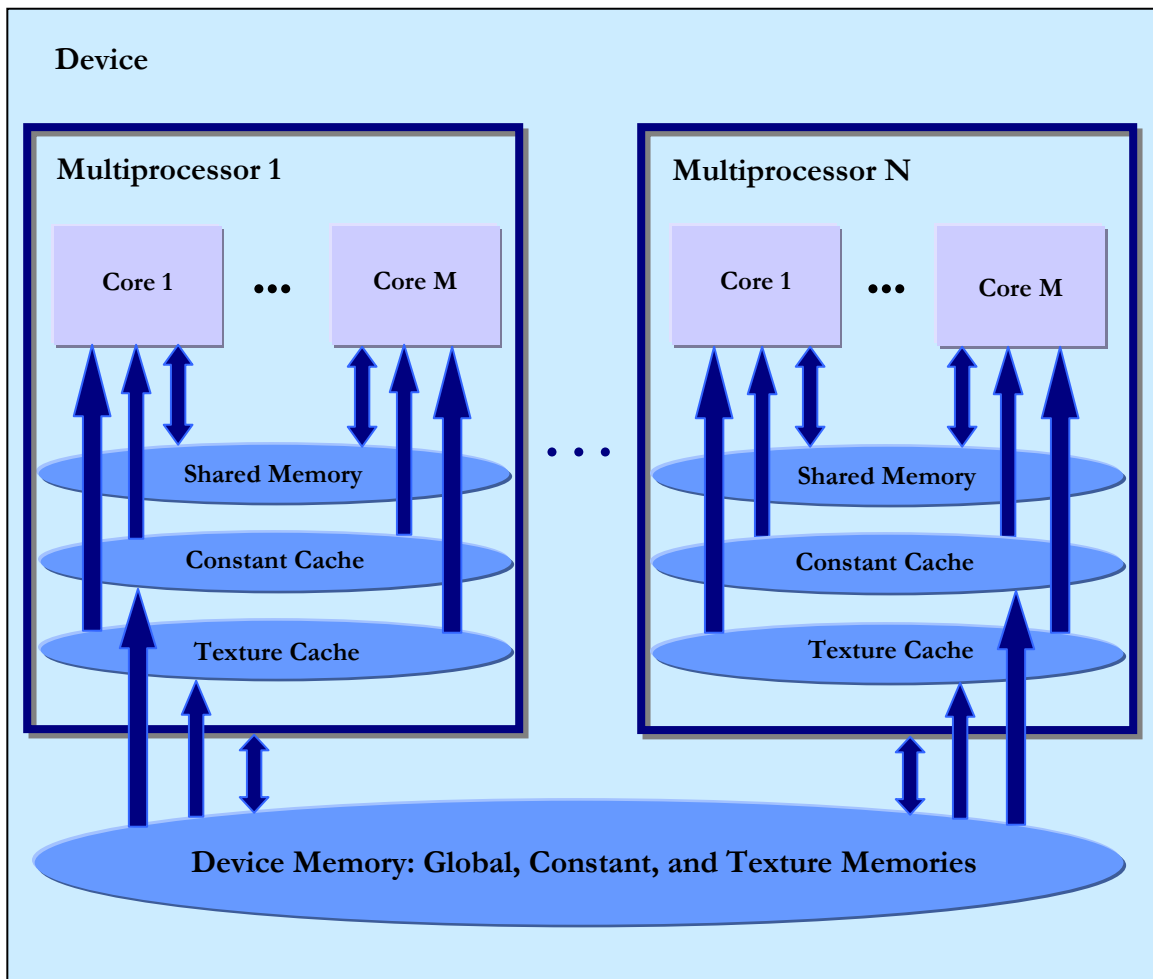 Device
Multiprocessor 1
Core 1
...
Core M
Shared Memory
Constant Cache
Texture Cache
. . .
Multiprocessor N
Core 1
...
Core M
Shared Memory
Constant Cache
Texture Cache
Device Memory: Global, Constant, and Texture Memories